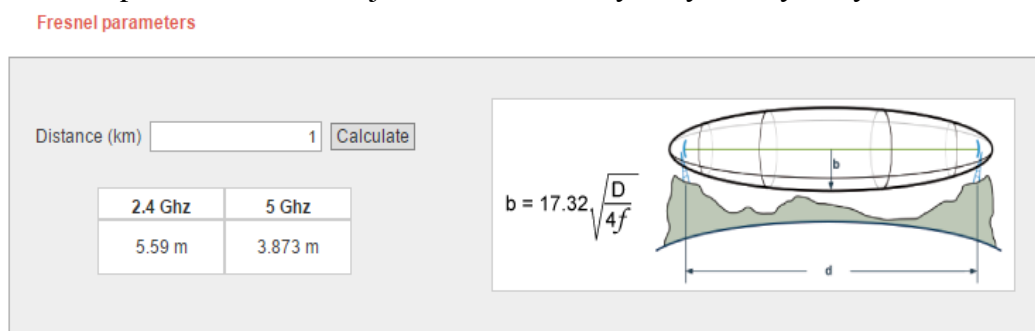 Fresnel parameters
Distance (km) 1 Calculate
2.4 Ghz 5 Ghz
5.59 m 3.873 m
b = 17.32 √(D/4f)
b
d